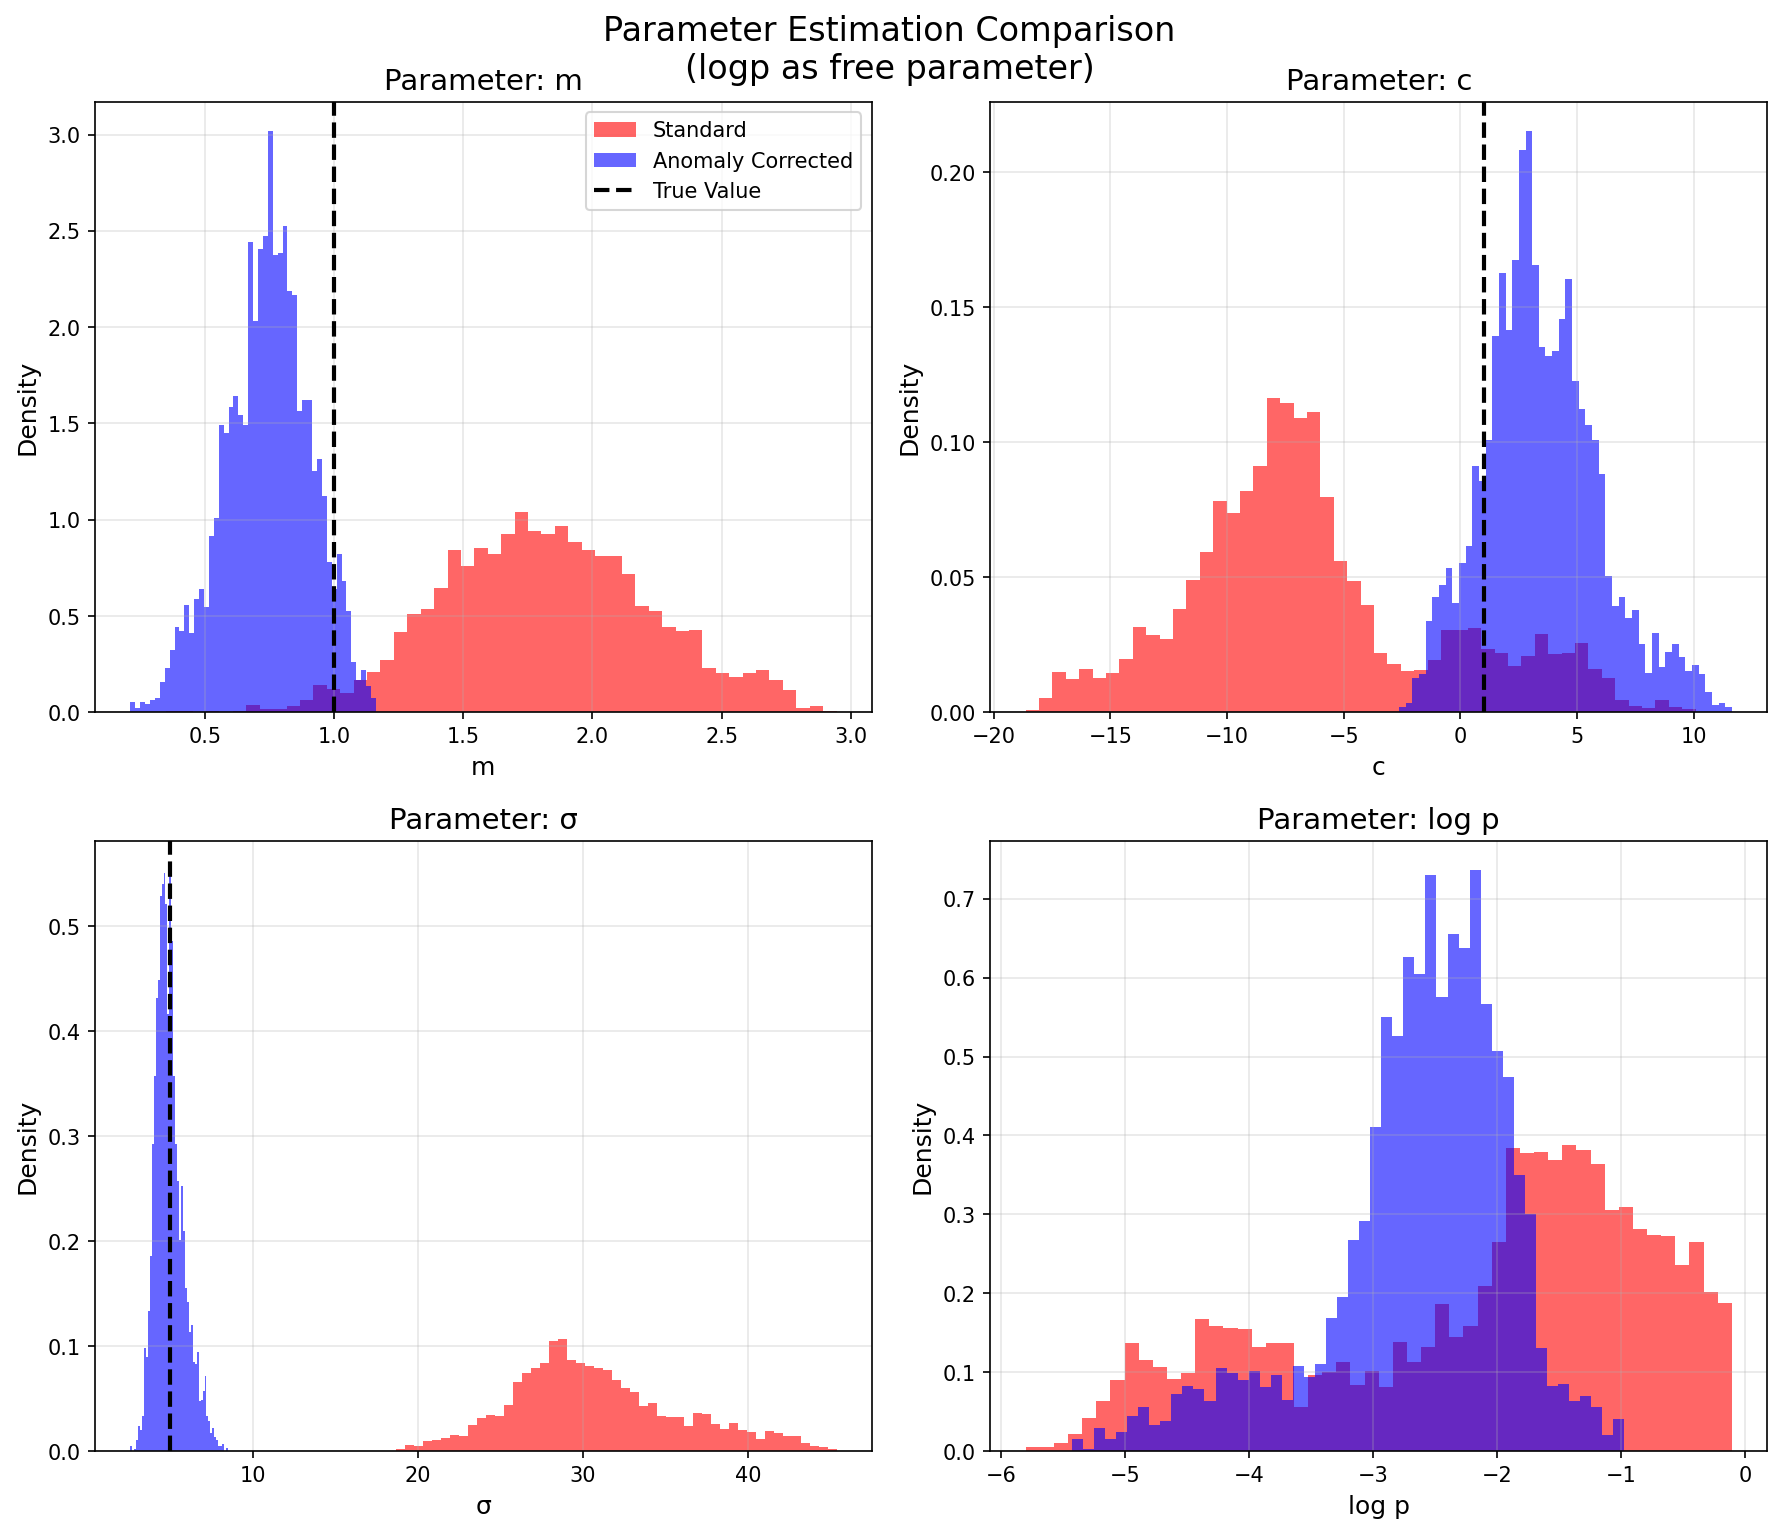 Parameter Estimation Comparison
(logp as free parameter)
Parameter: m
Standard
Anomaly Corrected
True Value
Density
3.0
2.5
2.0
1.5
1.0
0.5
0.0
0.5 1.0 1.5 2.0 2.5 3.0
m
Parameter: c
Density
0.20
0.15
0.10
0.05
0.00
−20 −15 −10 −5 0 5 10
c
Parameter: σ
Density
0.5
0.4
0.3
0.2
0.1
0.0
10 20 30 40
σ
Parameter: log p
Density
0.7
0.6
0.5
0.4
0.3
0.2
0.1
0.0
−6 −5 −4 −3 −2 −1 0
log p